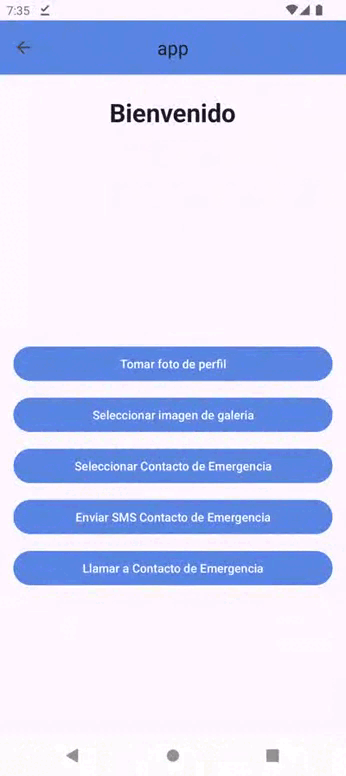 7:35
app
Bienvenido
Tomar foto de perfil
Seleccionar imagen de galeria
Seleccionar Contacto de Emergencia
Enviar SMS Contacto de Emergencia
Llamar a Contacto de Emergencia